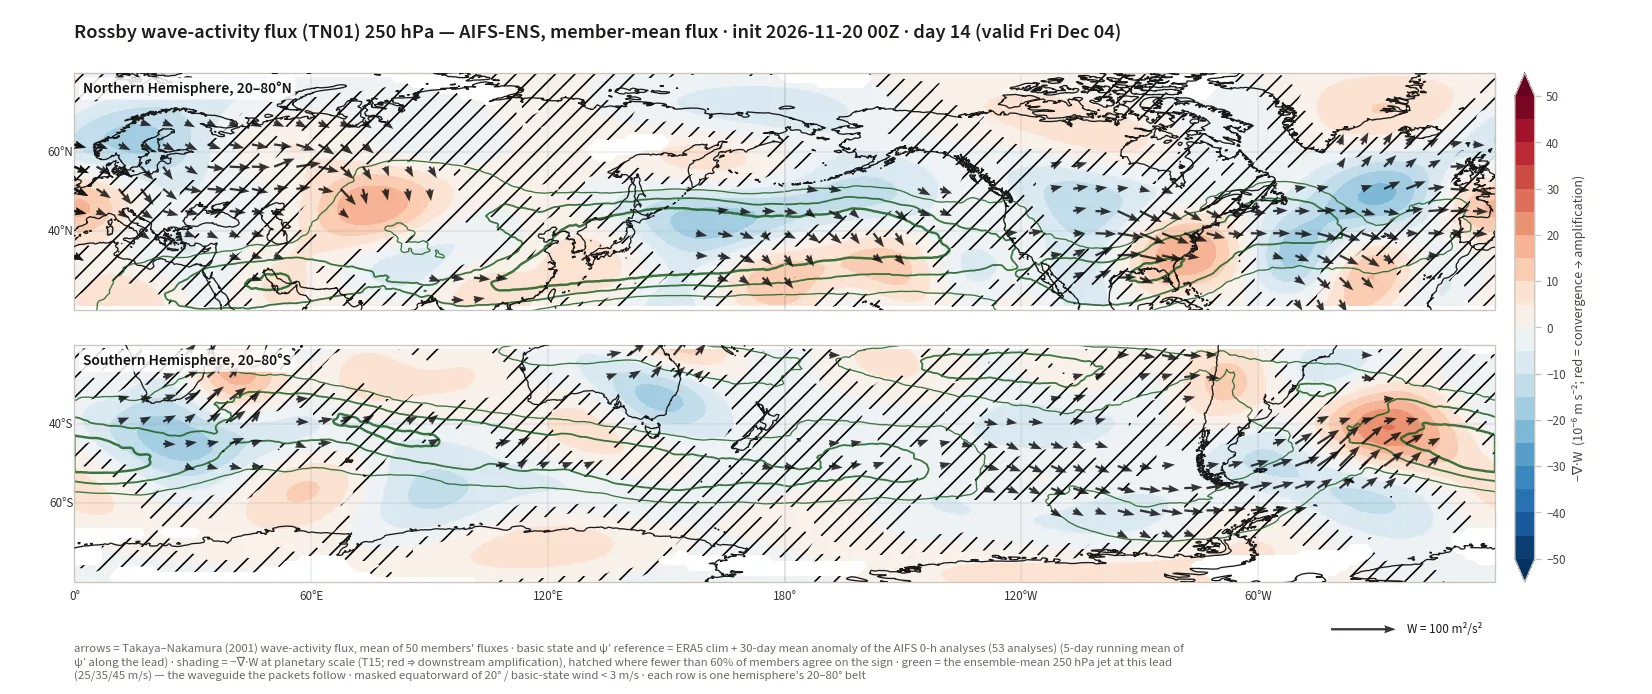 Rossby wave-activity flux (TN01) 250 hPa — AIFS-ENS, member-mean flux · init 2026-11-20 00Z · day 14 (valid Fri Dec 04)
Northern Hemisphere, 20–80°N
60°N
40°N
Southern Hemisphere, 20–80°S
40°S
60°S
0°
60°E
120°E
180°
120°W
60°W
50
40
30
20
10
0
−10
−20
−30
−40
−50
−∇·W (10⁻⁶ m s⁻²; red = convergence → amplification)
W = 100 m²/s²
arrows = Takaya–Nakamura (2001) wave-activity flux, mean of 50 members' fluxes · basic state and ψ' reference = ERA5 clim + 30-day mean anomaly of the AIFS 0-h analyses (53 analyses) (5-day running mean of
ψ' along the lead) · shading = −∇·W at planetary scale (T15; red ⇒ downstream amplification), hatched where fewer than 60% of members agree on the sign · green = the ensemble-mean 250 hPa jet at this lead
(25/35/45 m/s) — the waveguide the packets follow · masked equatorward of 20° / basic-state wind < 3 m/s · each row is one hemisphere's 20–80° belt